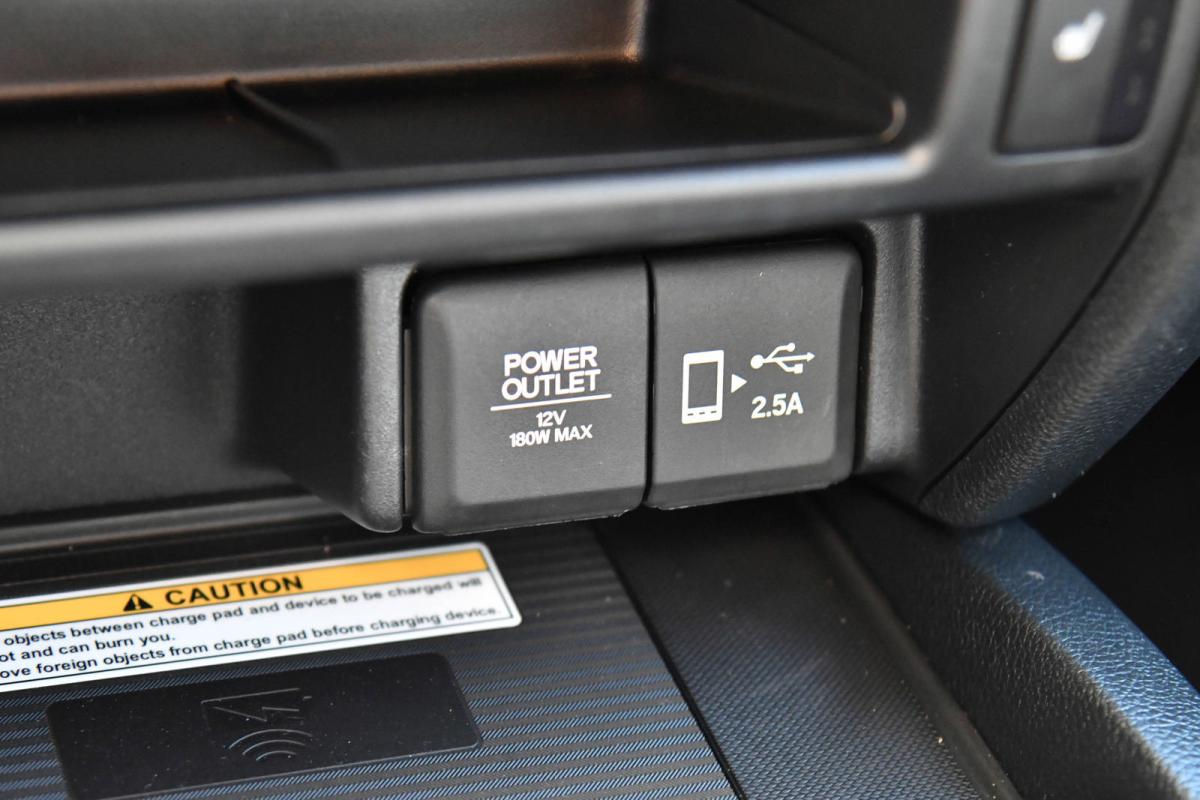 POWER
OUTLET
12V
180W MAX
2.5A
CAUTION
objects between charge pad and device to be charged will
ot and can burn you.
ove foreign objects from charge pad before charging device.